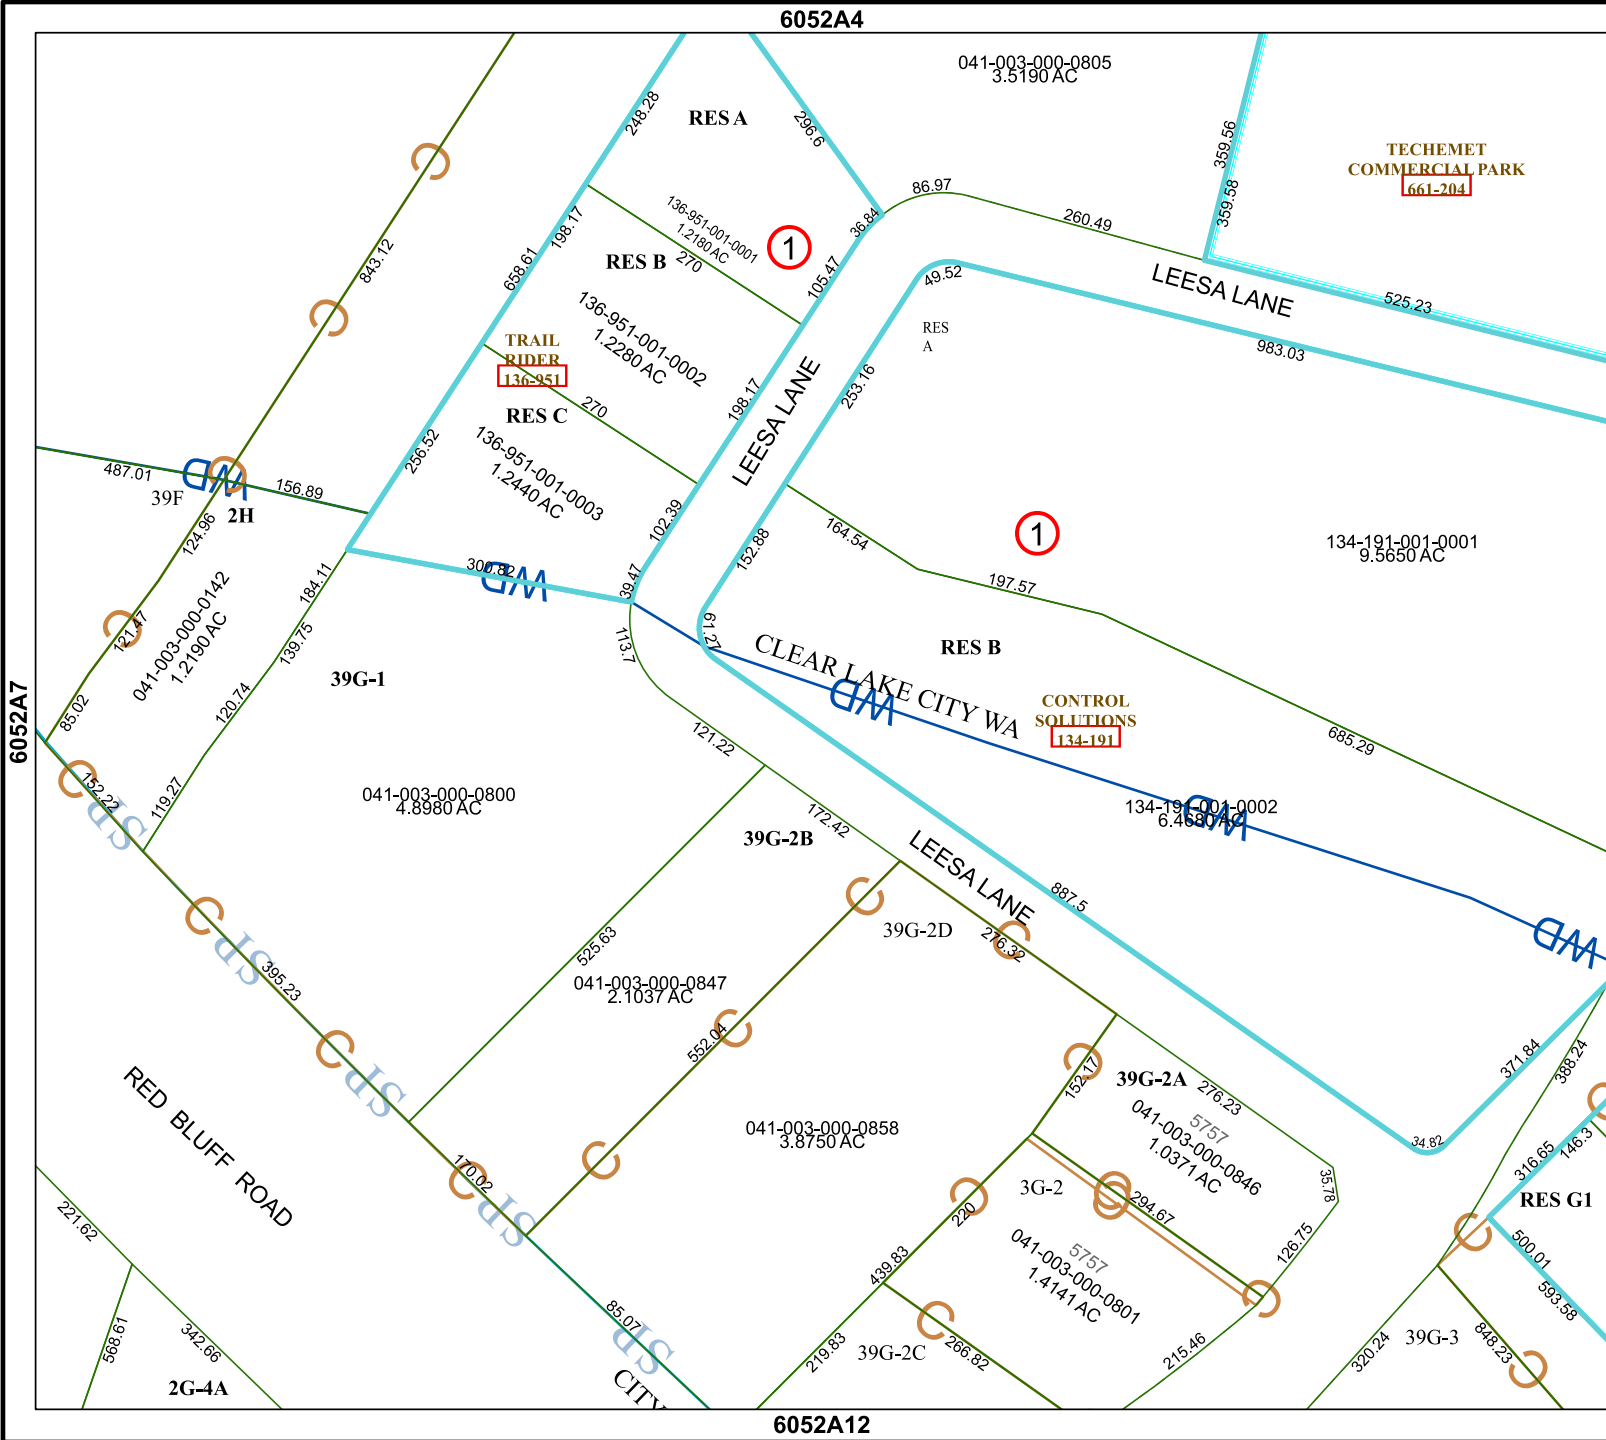 6052A4
041-003-000-0805
3.5190 AC
248.28
RES A
296.6
359.56
TECHEMET
COMMERCIAL PARK
661-204
359.58
86.97
260.49
36.84
136-951-001-0001
1.2180 AC
1
198.17
843.12
658.61
RES B
270
105.47
49.52
LEESA LANE
525.23
983.03
136-951-001-0002
1.2280 AC
RES
A
TRAIL
RIDER
136-951
253.16
198.17
LEESA LANE
RES C
270
256.52
136-951-001-0003
1.2440 AC
487.01
WD
156.89
39F
2H
124.96
102.39
152.88
164.54
1
134-191-001-0001
9.5650 AC
300.82
WD
39.47
197.57
184.11
041-003-000-0142
1.2190 AC
121.47
139.75
113.7
61.27
CLEAR LAKE CITY WA
RES B
39G-1
WD
CONTROL
SOLUTIONS
134-191
85.02
120.74
6052A7
121.22
685.29
152.22
SP
119.27
041-003-000-0800
4.8980 AC
39G-2B
172.42
134-191-001-0002
6.4680 AC
WD
LEESA LANE
887.5
39G-2D
276.32
WD
SP
395.23
525.63
041-003-000-0847
2.1037 AC
552.04
SP
RED BLUFF ROAD
152.17
39G-2A
276.23
371.84
388.24
5757
041-003-000-0846
1.0371 AC
041-003-000-0858
3.8750 AC
34.82
146.3
316.65
170.02
SP
3G-2
35.78
294.67
220
RES G1
221.62
126.75
500.01
593.58
439.83
5757
041-003-000-0801
1.4141 AC
85.07
SP
568.61
342.66
219.83
39G-2C
266.82
215.46
320.24
39G-3
848.23
2G-4A
CITY
6052A12